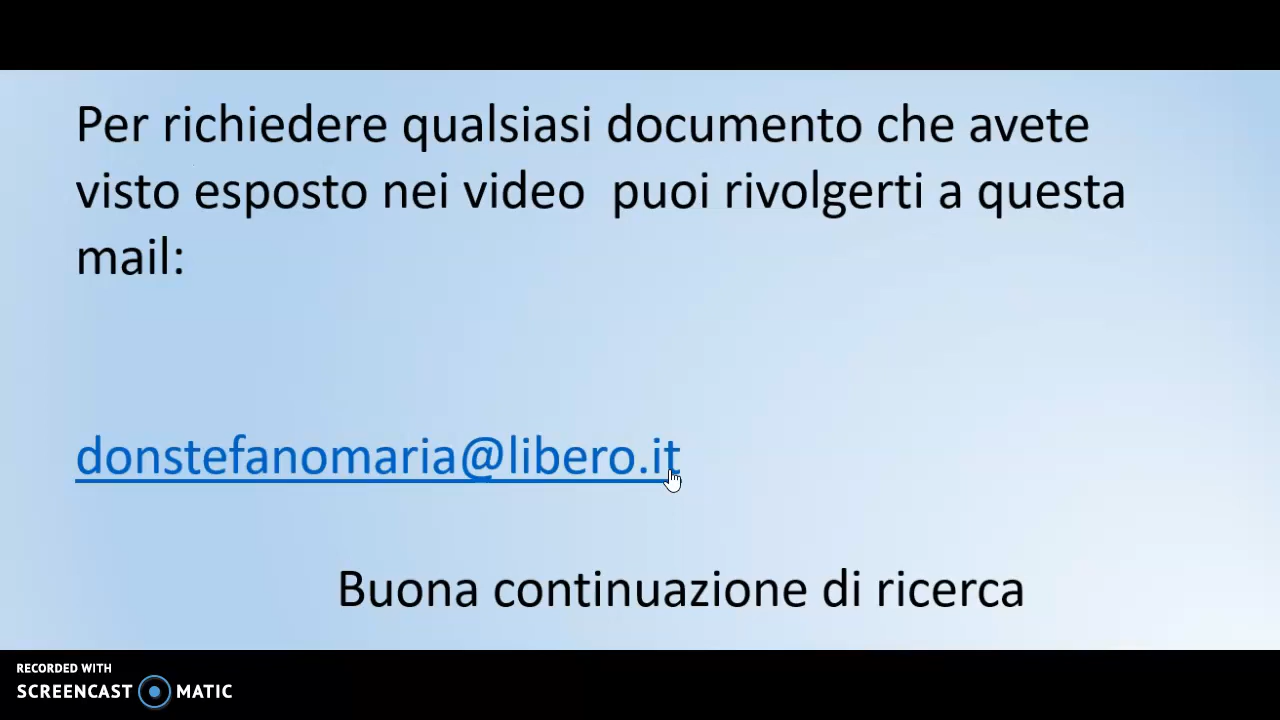 Per richiedere qualsiasi documento che avete
visto esposto nei video puoi rivolgerti a questa
mail:
donstefanomaria@libero.it
Buona continuazione di ricerca
RECORDED WITH
SCREENCAST MATIC